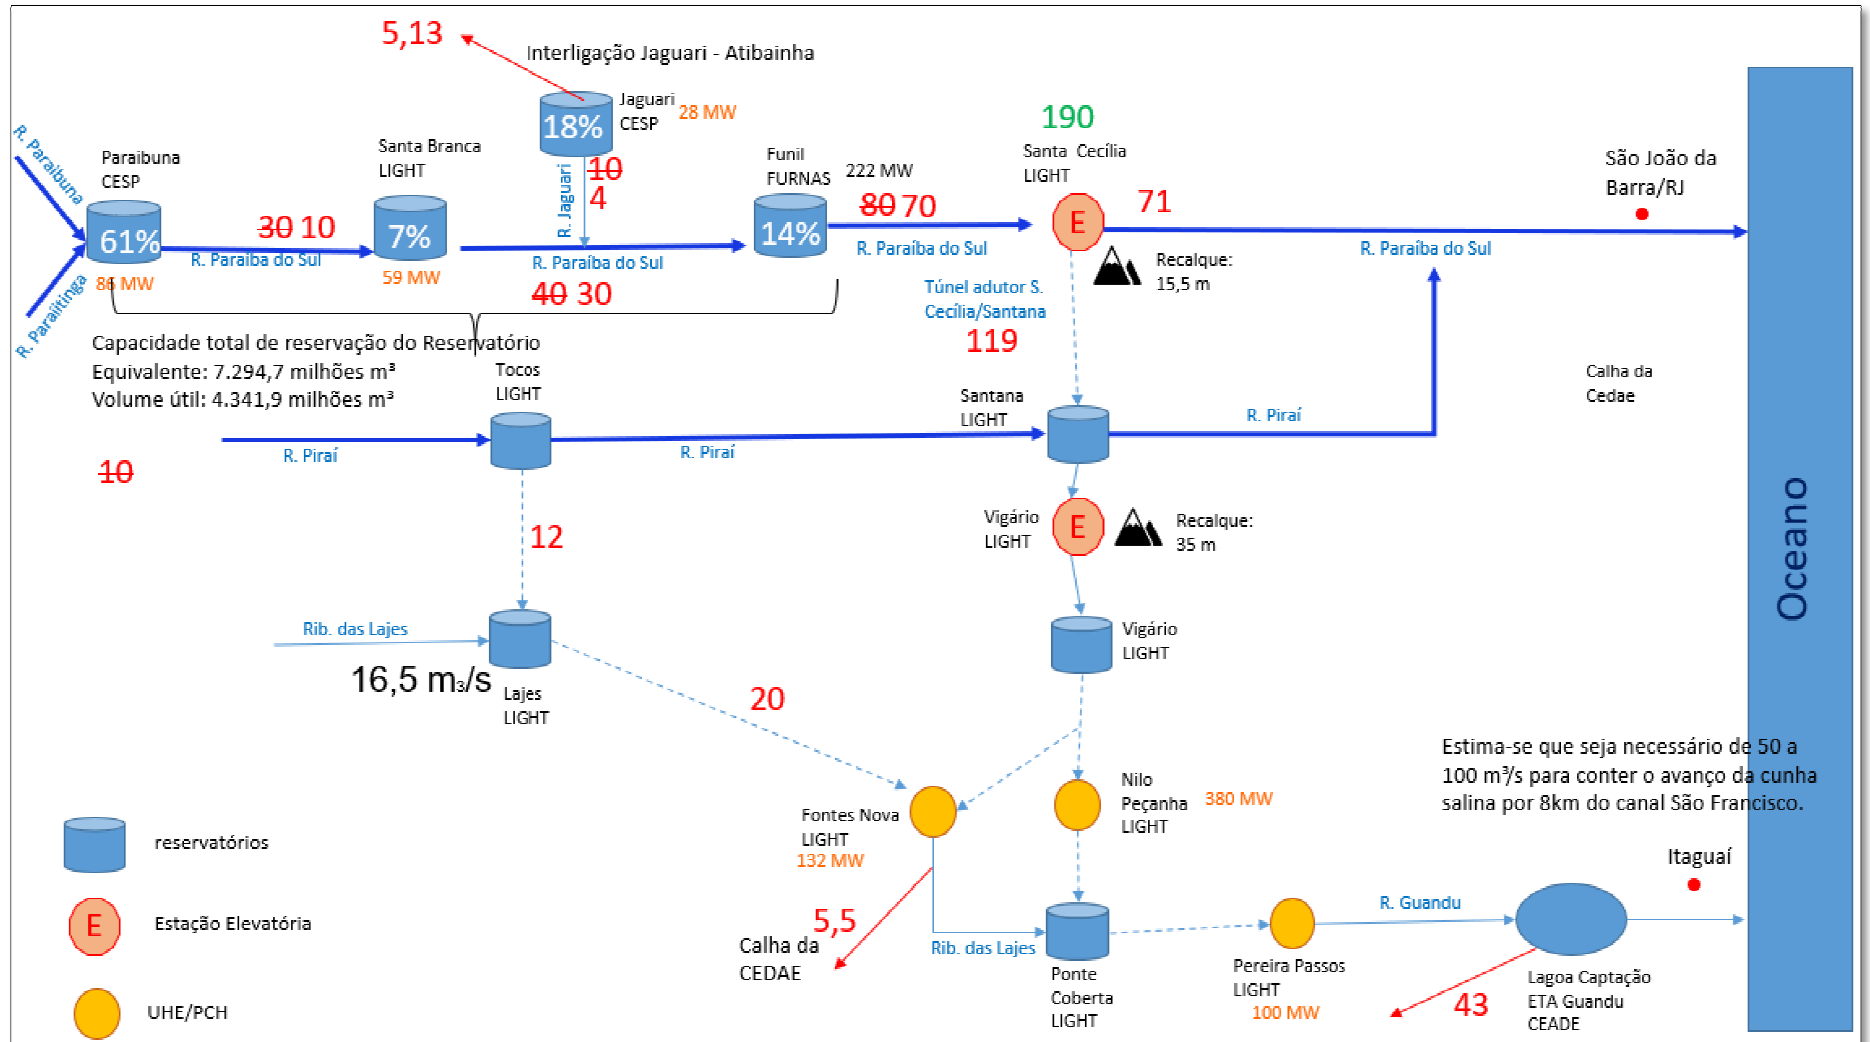 5,13
Interligação Jaguari - Atibainha
Jaguari
CESP
28 MW
18%
R. Jaguari
10
4
R. Paraibuna
R. Paraitinga
Paraibuna
CESP
61%
86 MW
30 10
R. Paraíba do Sul
Santa Branca
LIGHT
7%
59 MW
R. Paraíba do Sul
40 30
Funil
FURNAS
222 MW
14%
80 70
R. Paraíba do Sul
190
Santa Cecília
LIGHT
E
71
Recalque:
15,5 m
R. Paraíba do Sul
São João da
Barra/RJ
Túnel adutor S.
Cecília/Santana
119
Capacidade total de reservação do Reservatório
Equivalente: 7.294,7 milhões m³
Volume útil: 4.341,9 milhões m³
Tocos
LIGHT
Santana
LIGHT
R. Piraí
R. Piraí
R. Piraí
Calha da
Cedae
10
12
Vigário
LIGHT
E
Recalque:
35 m
Oceano
Rib. das Lajes
16,5 m3/s
Lajes
LIGHT
20
Vigário
LIGHT
Estima-se que seja necessário de 50 a
100 m³/s para conter o avanço da cunha
salina por 8km do canal São Francisco.
Fontes Nova
LIGHT
132 MW
Nilo
Peçanha
LIGHT
380 MW
5,5
Calha da
CEDAE
Rib. das Lajes
Ponte
Coberta
LIGHT
Pereira Passos
LIGHT
100 MW
R. Guandu
Itaguaí
Lagoa Captação
ETA Guandu
CEADE
43
reservatórios
E
Estação Elevatória
UHE/PCH